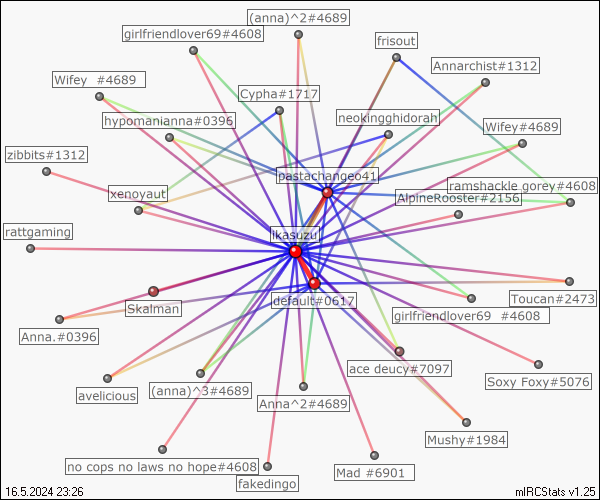 (anna)^2#4689
girlfriendlover69#4608
frisout
Annarchist#1312
Wifey #4689
Cypha#1717
neokingghidorah
hypomanianna#0396
Wifey#4689
zibbits#1312
pastachangeo41
ramshackle gorey#4608
xenoyaut
AlpineRooster#2156
rattgaming
ikasuzu
Toucan#2473
default#0617
Skalman
girlfriendlover69 #4608
Anna.#0396
ace deucy#7097
Soxy Foxy#5076
avelicious
(anna)^3#4689
Anna^2#4689
Mushy#1984
no cops no laws no hope#4608
Mad #6901
fakedingo
16.5.2024 23:26
mIRCStats v1.25